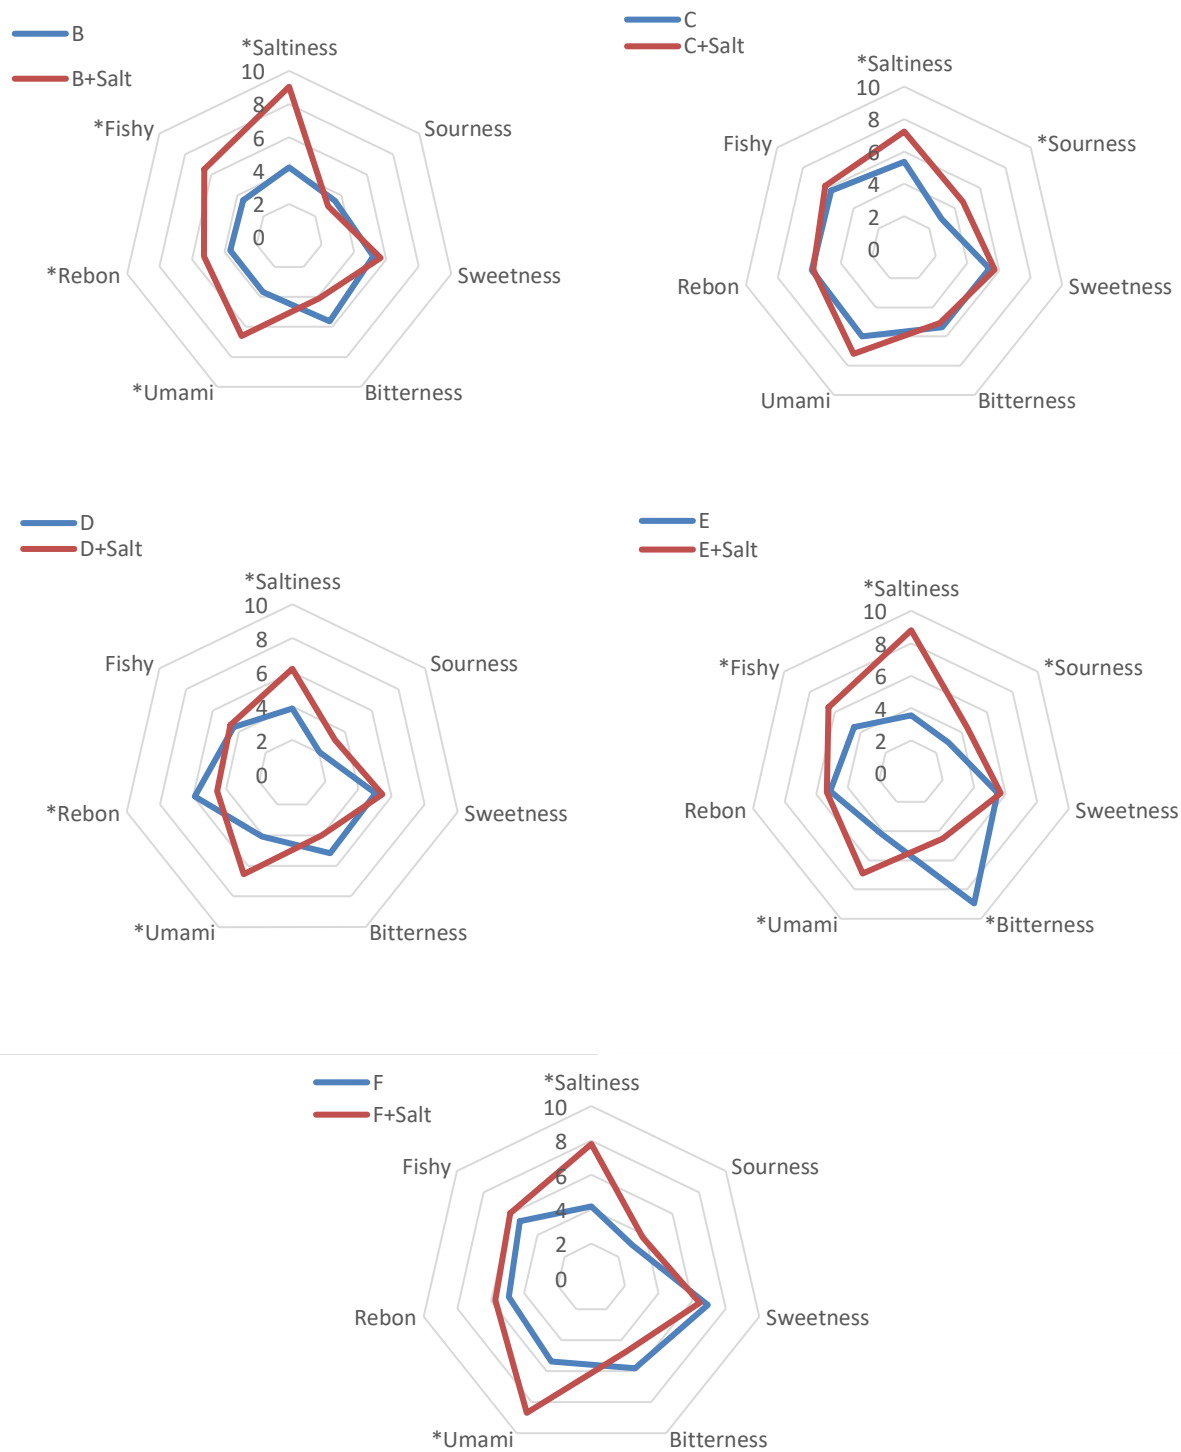 B
B+Salt
*Saltiness
Sourness
Sweetness
Bitterness
*Umami
*Rebon
*Fishy
10
8
6
4
2
0
C
C+Salt
*Saltiness
*Sourness
Sweetness
Bitterness
Umami
Rebon
Fishy
10
8
6
4
2
0
D
D+Salt
*Saltiness
Sourness
Sweetness
Bitterness
*Umami
*Rebon
Fishy
10
8
6
4
2
0
E
E+Salt
*Saltiness
*Sourness
Sweetness
*Bitterness
*Umami
Rebon
*Fishy
10
8
6
4
2
0
F
F+Salt
*Saltiness
Sourness
Sweetness
Bitterness
*Umami
Rebon
Fishy
10
8
6
4
2
0